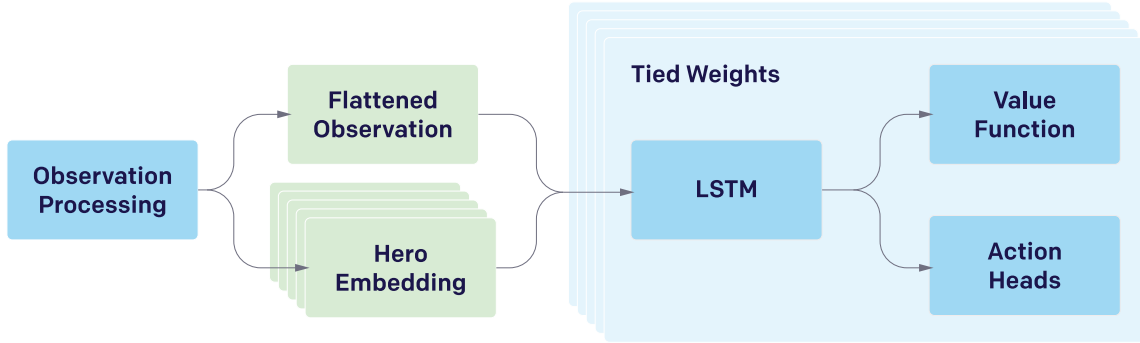 Observation
Processing
Flattened
Observation
Hero
Embedding
Tied Weights
LSTM
Value
Function
Action
Heads